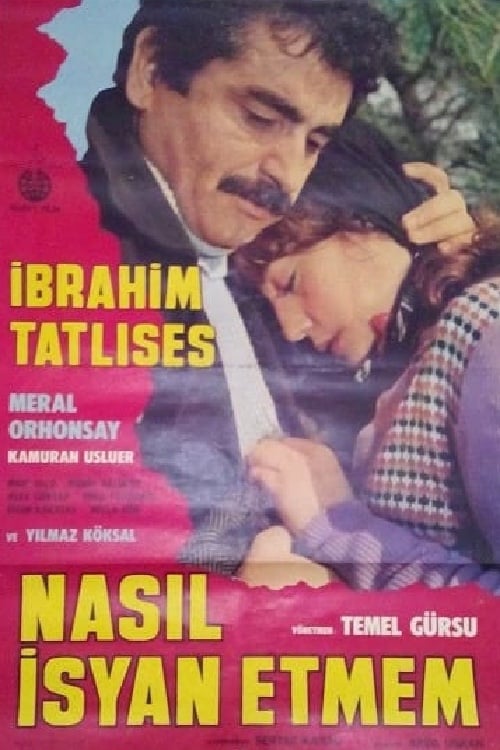 İBRAHİM
TATLISES
MERAL
ORHONSAY
KAMURAN USLUER
VE YILMAZ KÖKSAL
NASIL
YÖNETMEN TEMEL GÜRSU
İSYAN ETMEM